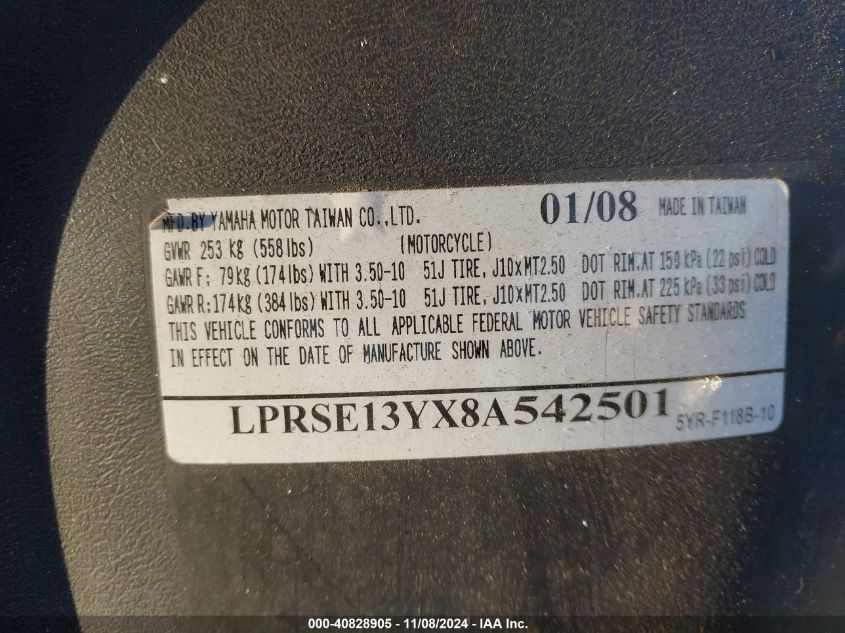 MFD.BY YAMAHA MOTOR TAIWAN CO.,LTD. 01/08 MADE IN TAIWAN
GVWR 253 kg (558 lbs) (MOTORCYCLE)
GAWR F: 79kg (174 lbs) WITH 3.50-10 51J TIRE, J10xMT2.50 DOT RIM.AT 159 kPa (22 psi) COLD
GAWR R:174kg (384 lbs) WITH 3.50-10 51J TIRE, J10xMT2.50 DOT RIM.AT 225 kPa (33 psi) COLD
THIS VEHICLE CONFORMS TO ALL APPLICABLE FEDERAL MOTOR VEHICLE SAFETY STANDARDS
IN EFFECT ON THE DATE OF MANUFACTURE SHOWN ABOVE.
LPRSE13YX8A542501 5YR-F118B-10
000-40828905 - 11/08/2024 - IAA Inc.